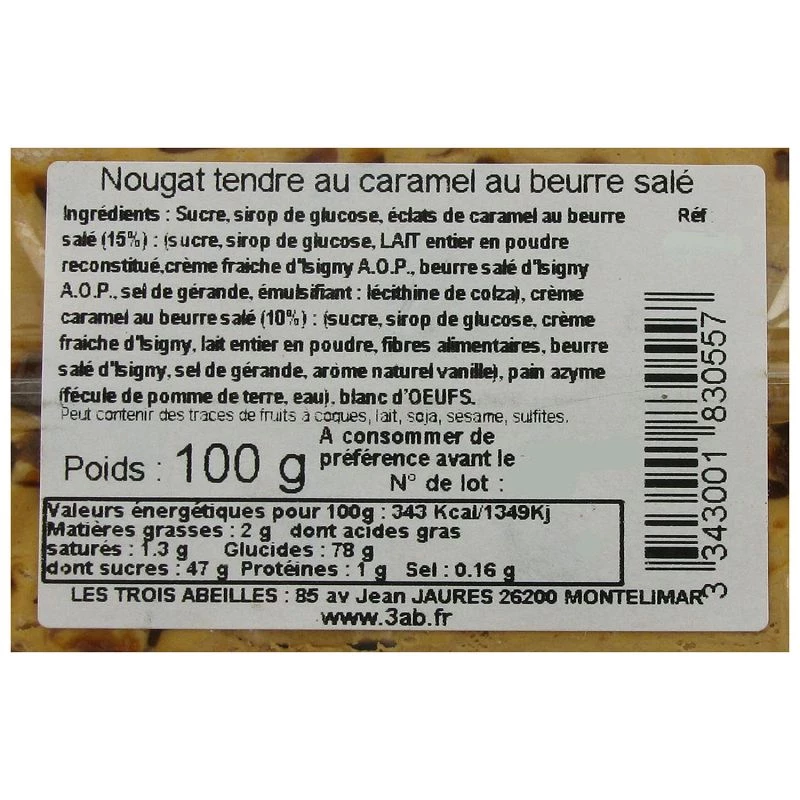 Nougat tendre au caramel au beurre salé
Ingrédients : Sucre, sirop de glucose, éclats de caramel au beurre
Réf
salé (15%) : (sucre, sirop de glucose, LAIT entier en poudre
reconstitué,crème fraiche d'Isigny A.O.P., beurre salé d'Isigny
A.O.P., sel de gérande, émulsifiant : lécithine de colza), crème
caramel au beurre salé (10%) : (sucre, sirop de glucose, crème
fraiche d'Isigny, lait entier en poudre, fibres alimentaires, beurre
salé d'Isigny, sel de gérande, arôme naturel vanille), pain azyme
(fécule de pomme de terre, eau), blanc d'OEUFS.
Peut contenir des traces de fruits à coques, lait, soja, sesame, sulfites.
Poids : 100 g
A consommer de
préférence avant le
N° de lot :
Valeurs énergétiques pour 100g : 343 Kcal/1349Kj
Matières grasses : 2 g dont acides gras
saturés : 1.3 g Glucides : 78 g
dont sucres : 47 g Protéines : 1 g Sel : 0.16 g
LES TROIS ABEILLES : 85 av Jean JAURES 26200 MONTELIMAR
www.3ab.fr
3 343001 830557